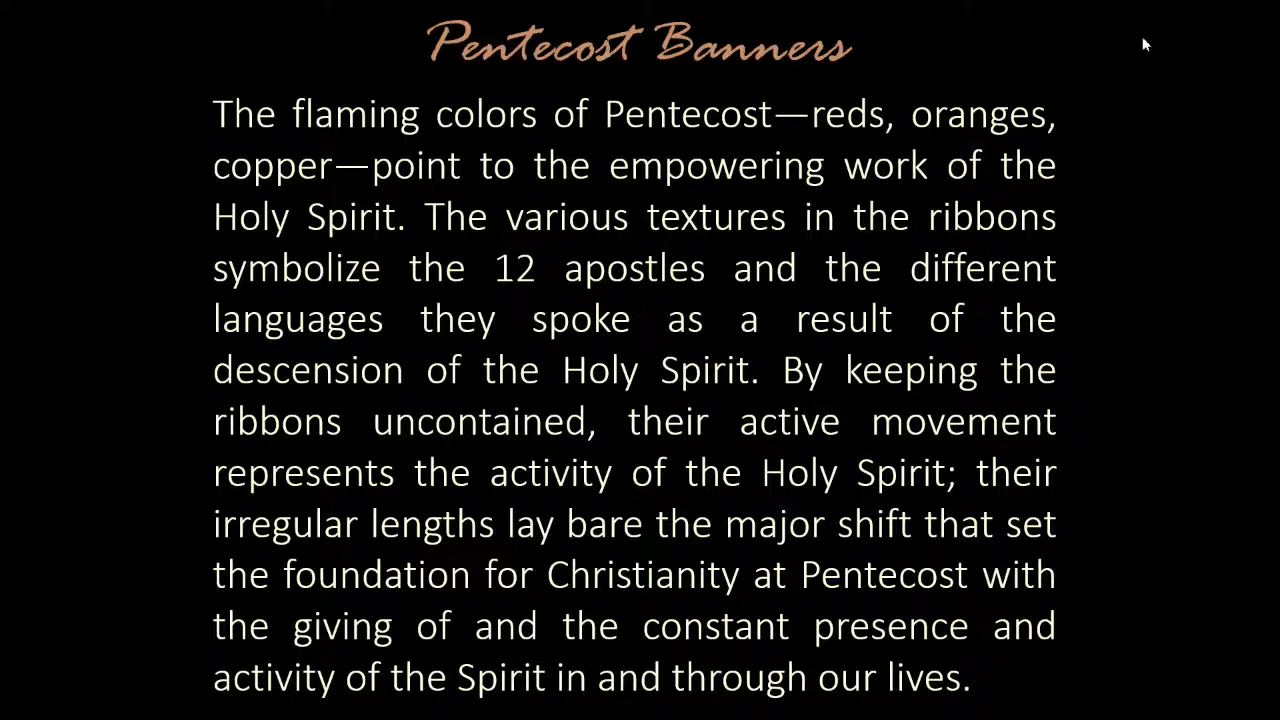 Pentecost Banners
The flaming colors of Pentecost—reds, oranges,
copper—point to the empowering work of the
Holy Spirit. The various textures in the ribbons
symbolize the 12 apostles and the different
languages they spoke as a result of the
descension of the Holy Spirit. By keeping the
ribbons uncontained, their active movement
represents the activity of the Holy Spirit; their
irregular lengths lay bare the major shift that set
the foundation for Christianity at Pentecost with
the giving of and the constant presence and
activity of the Spirit in and through our lives.